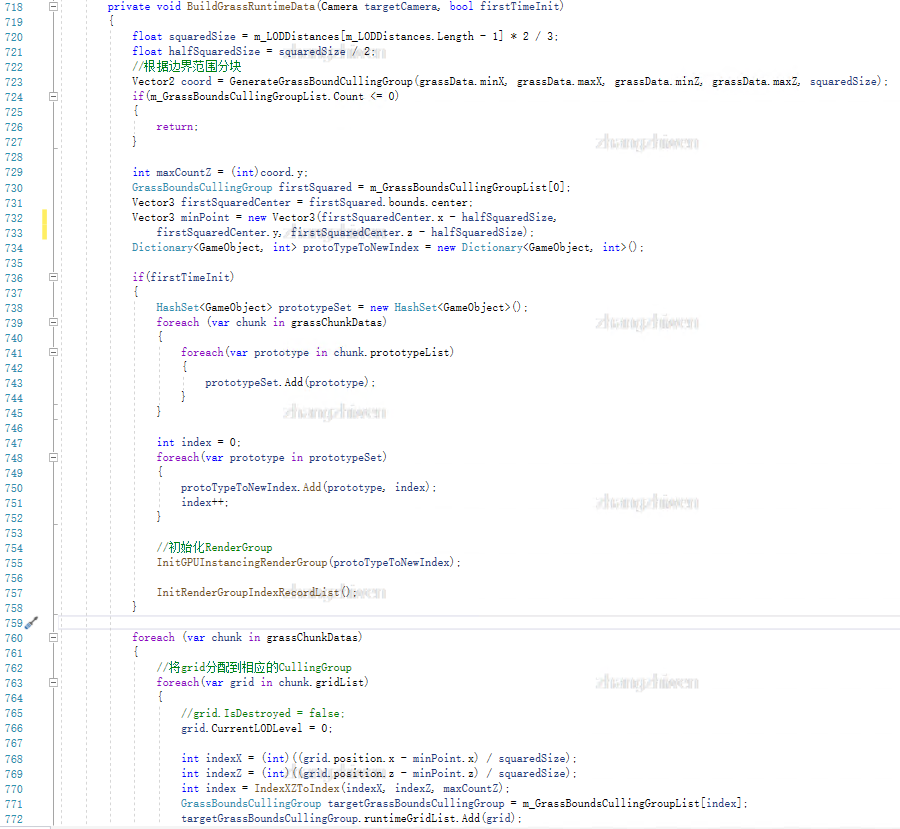 718 private void BuildGrassRuntimeData(Camera targetCamera, bool firstTimeInit)
719 {
720 float squaredSize = m_LODDistances[m_LODDistances.Length - 1] * 2 / 3;
721 float halfSquaredSize = squaredSize / 2;
722 //根据边界范围分块
723 Vector2 coord = GenerateGrassBoundCullingGroup(grassData.minX, grassData.maxX, grassData.minZ, grassData.maxZ, squaredSize);
724 if(m_GrassBoundsCullingGroupList.Count <= 0)
725 {
726 return;
727 }
728
729 int maxCountZ = (int)coord.y;
730 GrassBoundsCullingGroup firstSquared = m_GrassBoundsCullingGroupList[0];
731 Vector3 firstSquaredCenter = firstSquared.bounds.center;
732 Vector3 minPoint = new Vector3(firstSquaredCenter.x - halfSquaredSize,
733 firstSquaredCenter.y, firstSquaredCenter.z - halfSquaredSize);
734 Dictionary<GameObject, int> protoTypeToNewIndex = new Dictionary<GameObject, int>();
735
736 if(firstTimeInit)
737 {
738 HashSet<GameObject> prototypeSet = new HashSet<GameObject>();
739 foreach (var chunk in grassChunkDatas)
740 {
741 foreach(var prototype in chunk.prototypeList)
742 {
743 prototypeSet.Add(prototype);
744 }
745 }
746
747 int index = 0;
748 foreach(var prototype in prototypeSet)
749 {
750 protoTypeToNewIndex.Add(prototype, index);
751 index++;
752 }
753
754 //初始化RenderGroup
755 InitGPUInstancingRenderGroup(protoTypeToNewIndex);
756
757 InitRenderGroupIndexRecordList();
758 }
759
760 foreach (var chunk in grassChunkDatas)
761 {
762 //将grid分配到相应的CullingGroup
763 foreach(var grid in chunk.gridList)
764 {
765 //grid.IsDestroyed = false;
766 grid.CurrentLODLevel = 0;
767
768 int indexX = (int)((grid.position.x - minPoint.x) / squaredSize);
769 int indexZ = (int)((grid.position.z - minPoint.z) / squaredSize);
770 int index = IndexXZToIndex(indexX, indexZ, maxCountZ);
771 GrassBoundsCullingGroup targetGrassBoundsCullingGroup = m_GrassBoundsCullingGroupList[index];
772 targetGrassBoundsCullingGroup.runtimeGridList.Add(grid);